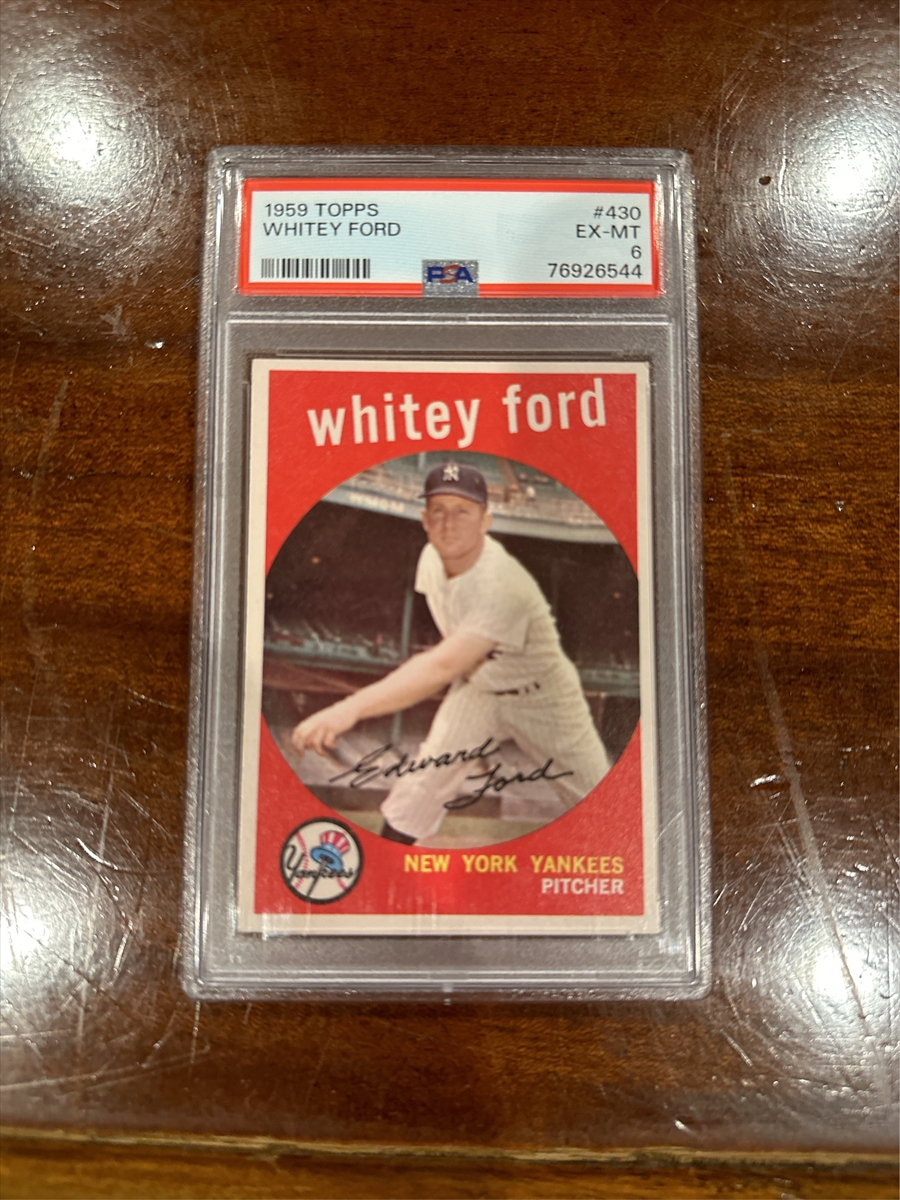 1959 TOPPS #430
WHITEY FORD EX-MT
6
PSA 76926544
whitey ford
NY
Edward
Ford
Yankees
NEW YORK YANKEES
PITCHER